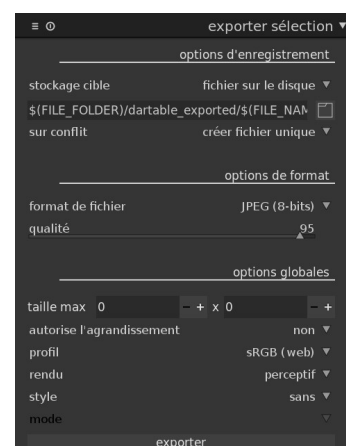 exporter sélection
options d'enregistrement
stockage cible fichier sur le disque
$(FILE_FOLDER)/dartable_exported/$(FILE_NAM
sur conflit créer fichier unique
options de format
format de fichier JPEG (8-bits)
qualité 95
options globales
taille max 0 - + x 0 - +
autorise l'agrandissement non
profil sRGB (web)
rendu perceptif
style sans
mode
exporter